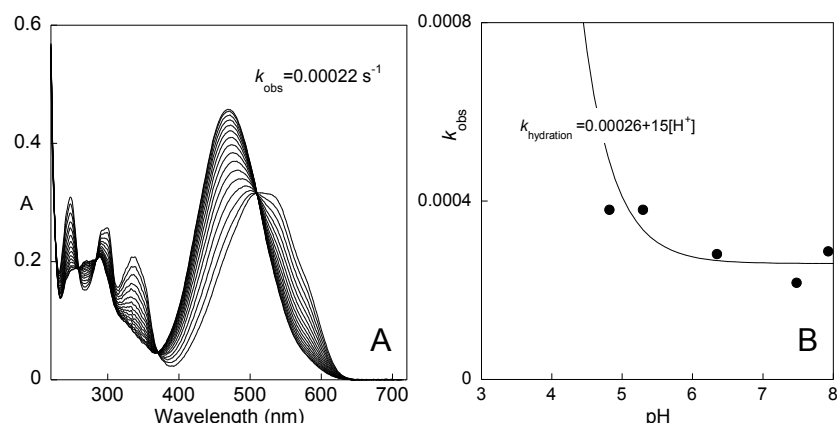 0.6
0.4
0.2
0
A
k_obs=0.00022 s⁻¹
A
300 400 500 600 700
Wavelength (nm)
0.0008
0.0004
0
k_obs
k_hydration =0.00026+15[H⁺]
B
3 4 5 6 7 8
pH